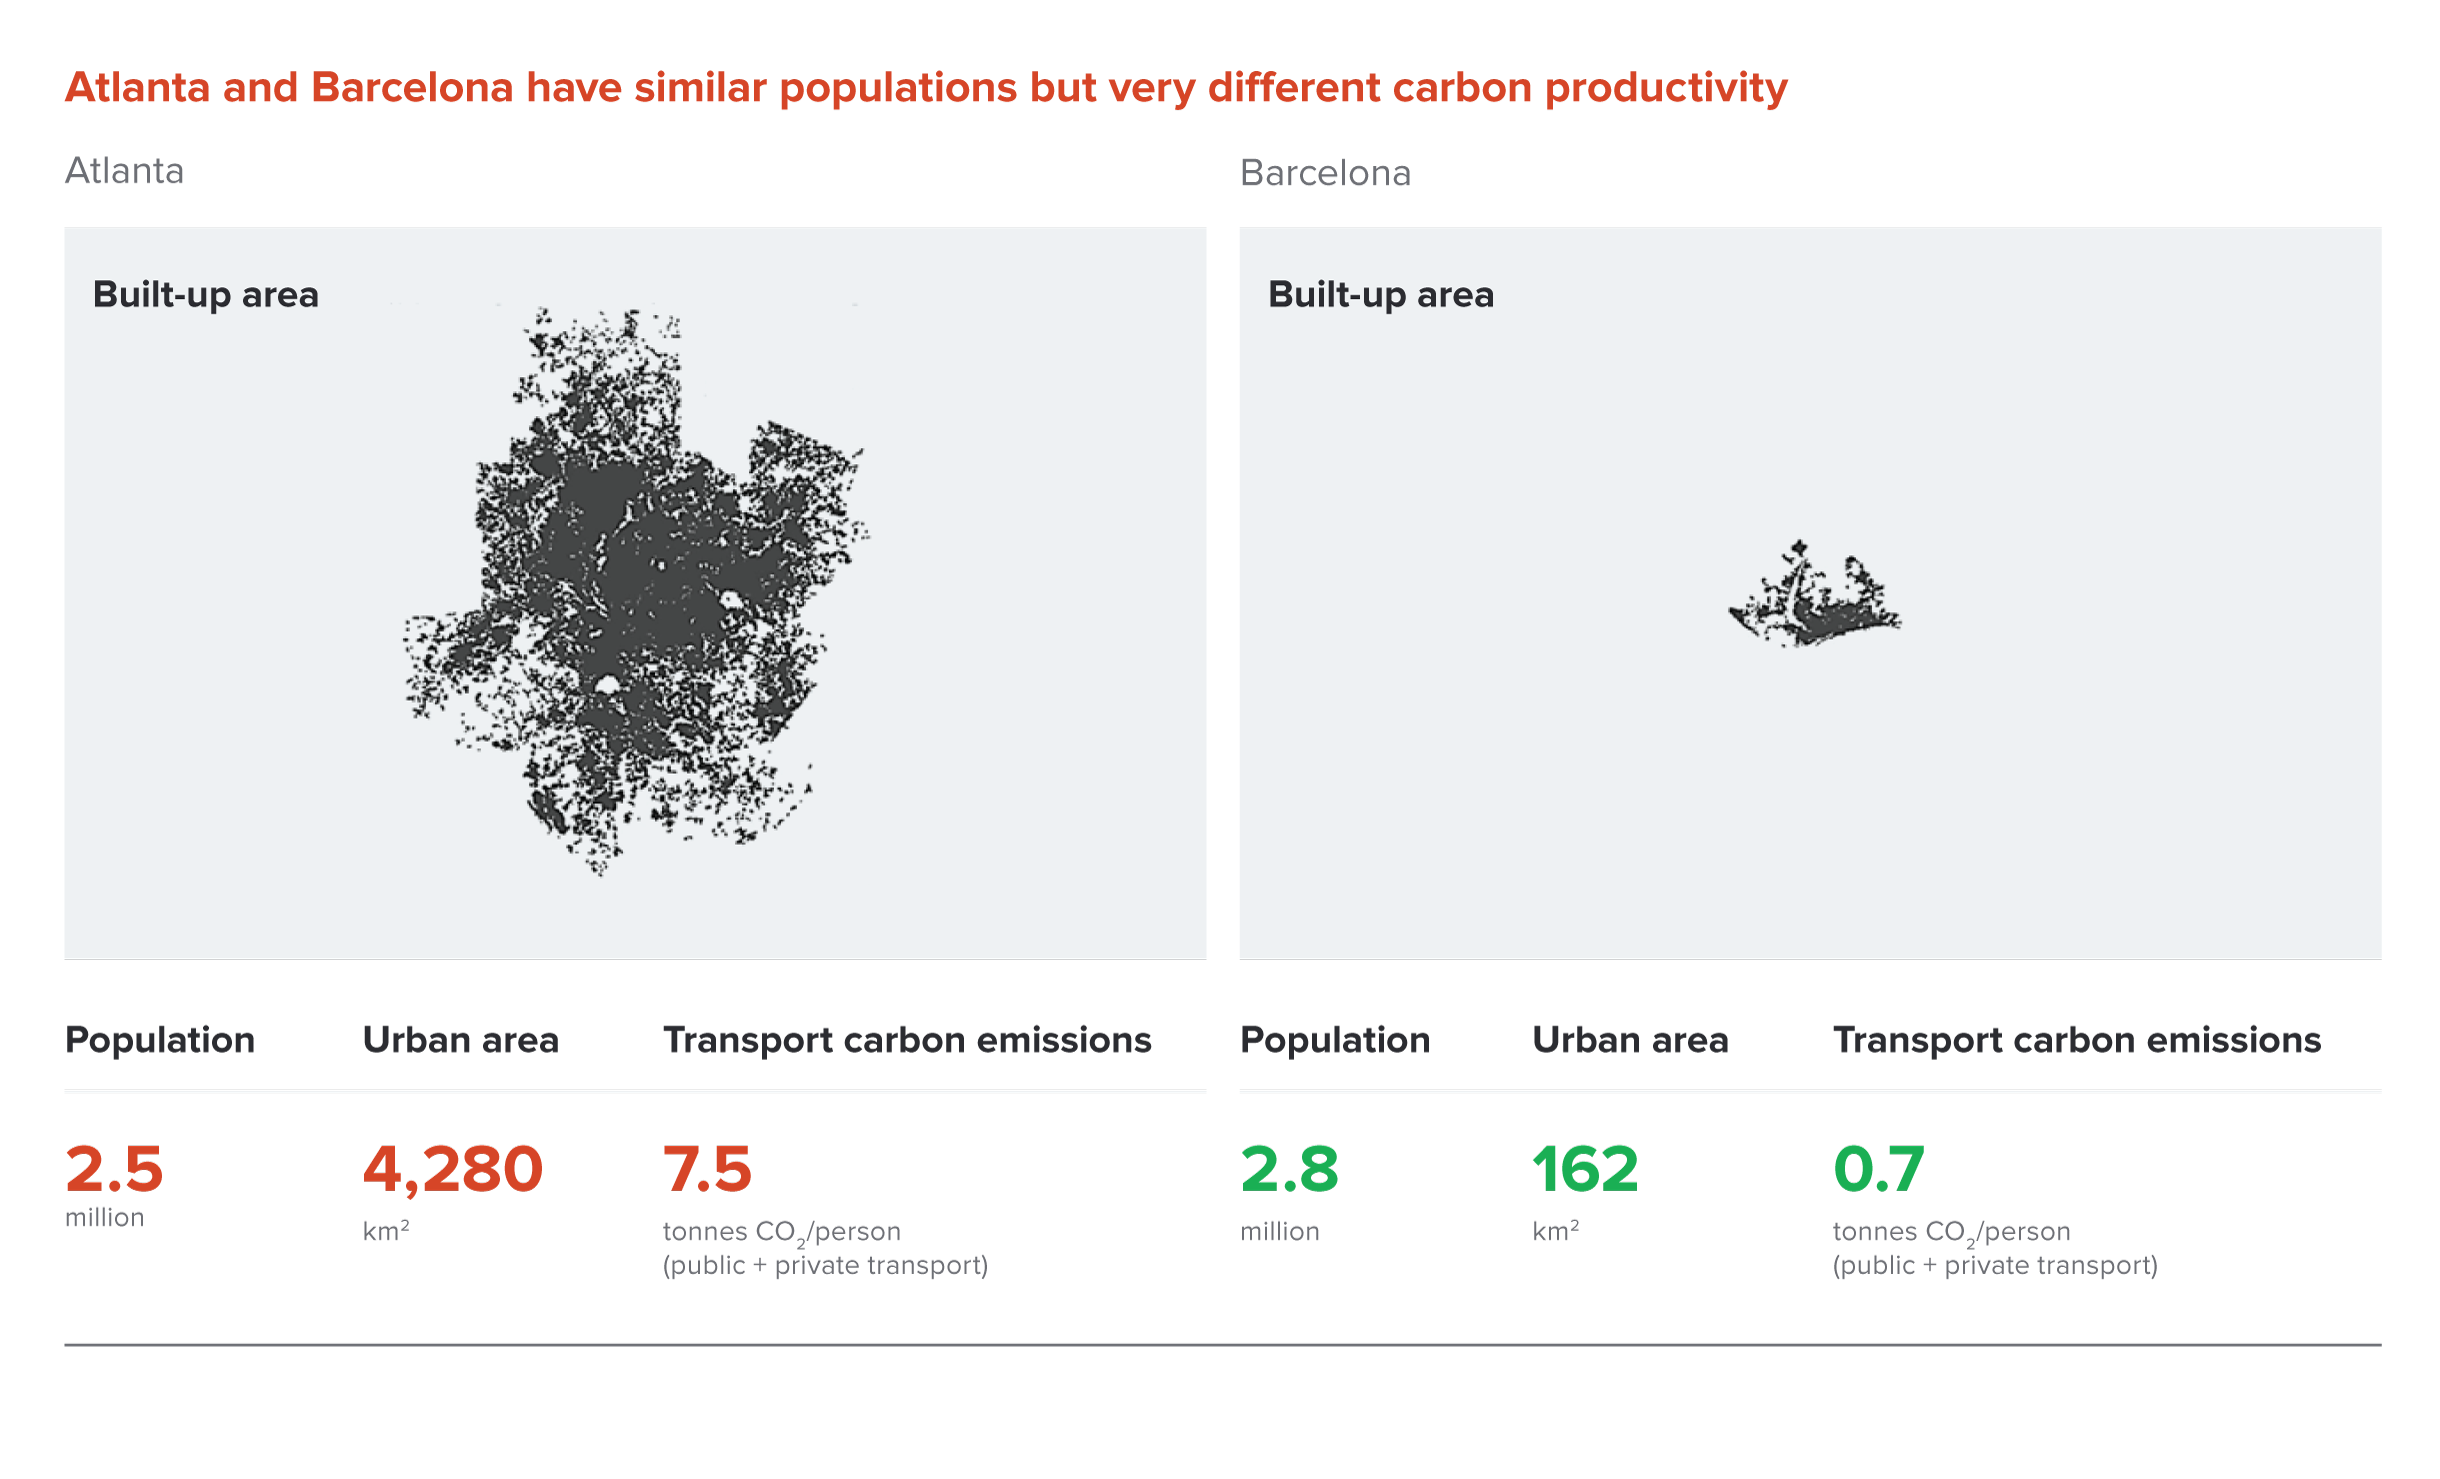 Atlanta and Barcelona have similar populations but very different carbon productivity
Atlanta
Built-up area
Population Urban area Transport carbon emissions
2.5 4,280 7.5
million km² tonnes CO₂/person
(public + private transport)
Barcelona
Built-up area
Population Urban area Transport carbon emissions
2.8 162 0.7
million km² tonnes CO₂/person
(public + private transport)